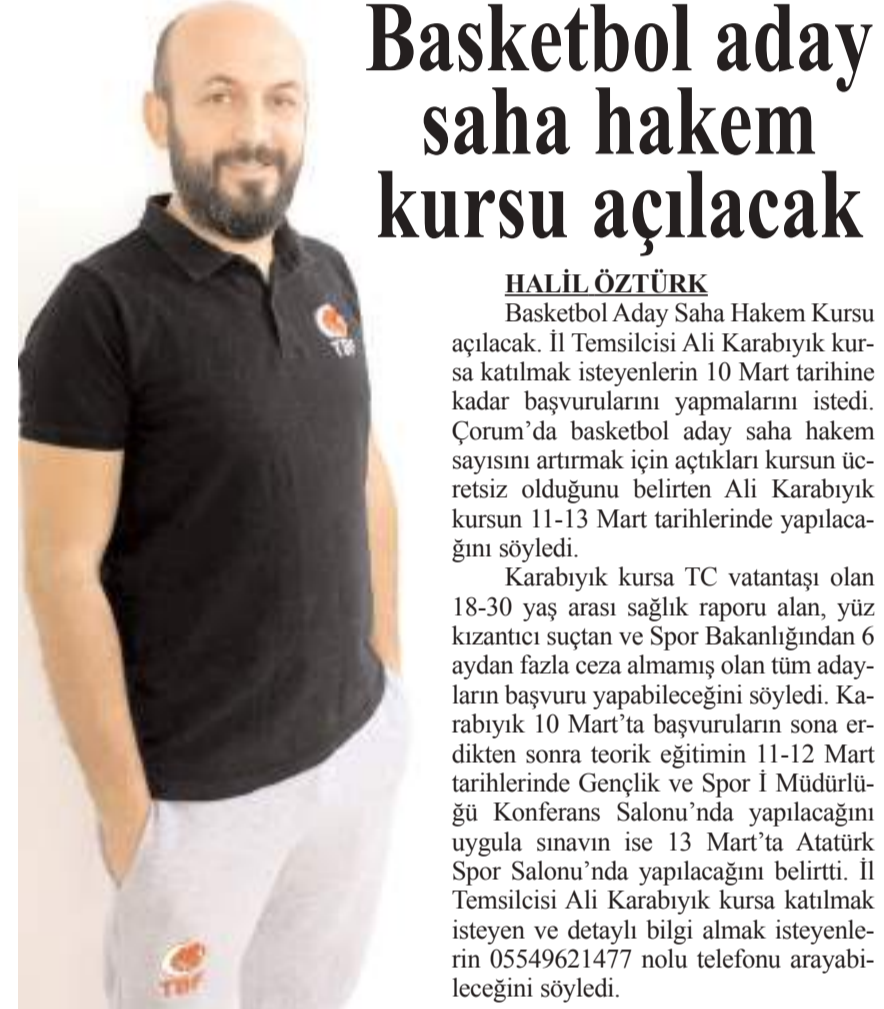 Basketbol aday
saha hakem
kursu açılacak
HALİL ÖZTÜRK
Basketbol Aday Saha Hakem Kursu
açılacak. İl Temsilcisi Ali Karabıyık kur-
sa katılmak isteyenlerin 10 Mart tarihine
kadar başvurularını yapmalarını istedi.
Çorum’da basketbol aday saha hakem
sayısını artırmak için açtıkları kursun üc-
retsiz olduğunu belirten Ali Karabıyık
kursun 11-13 Mart tarihlerinde yapılaca-
ğını söyledi.
Karabıyık kursa TC vatantaşı olan
18-30 yaş arası sağlık raporu alan, yüz
kızantıcı suçtan ve Spor Bakanlığından 6
aydan fazla ceza almamış olan tüm aday-
ların başvuru yapabileceğini söyledi. Ka-
rabıyık 10 Mart’ta başvuruların sona er-
dikten sonra teorik eğitimin 11-12 Mart
tarihlerinde Gençlik ve Spor İ Müdürlü-
ğü Konferans Salonu’nda yapılacağını
uygula sınavın ise 13 Mart’ta Atatürk
Spor Salonu’nda yapılacağını belirtti. İl
Temsilcisi Ali Karabıyık kursa katılmak
isteyen ve detaylı bilgi almak isteyenle-
rin 05549621477 nolu telefonu arayabi-
leceğini söyledi.
TBF
TBF